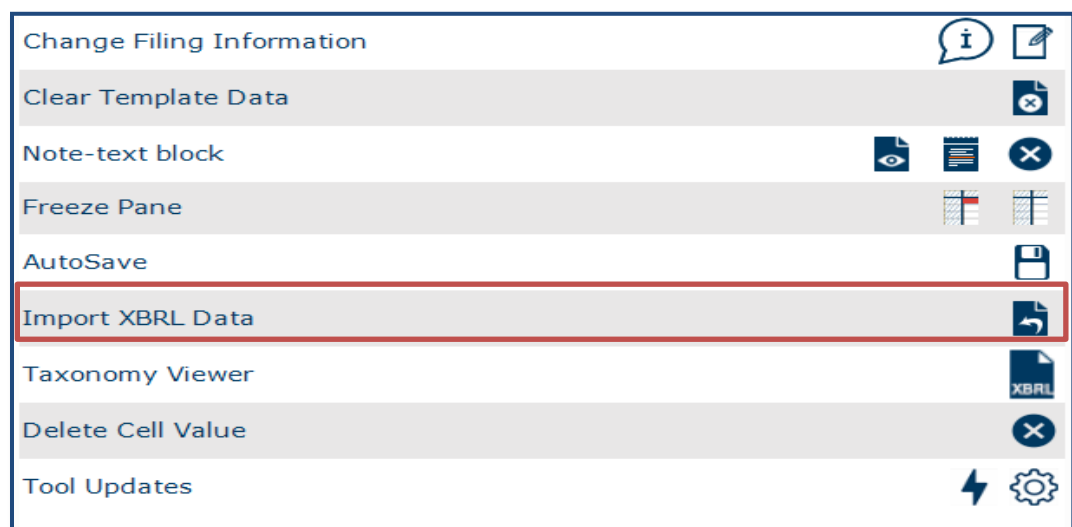 Change Filing Information
Clear Template Data
Note-text block
Freeze Pane
AutoSave
Import XBRL Data
Taxonomy Viewer
XBRL
Delete Cell Value
Tool Updates